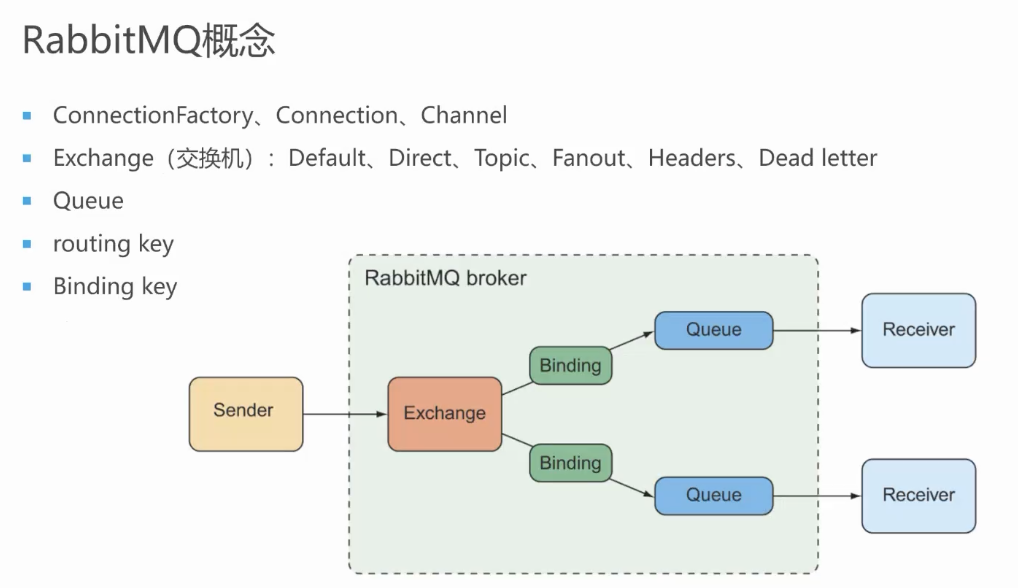 RabbitMQ概念
ConnectionFactory、Connection、Channel
Exchange（交换机）：Default、Direct、Topic、Fanout、Headers、Dead letter
Queue
routing key
Binding key
RabbitMQ broker
Sender
Exchange
Binding
Queue
Receiver
Binding
Queue
Receiver